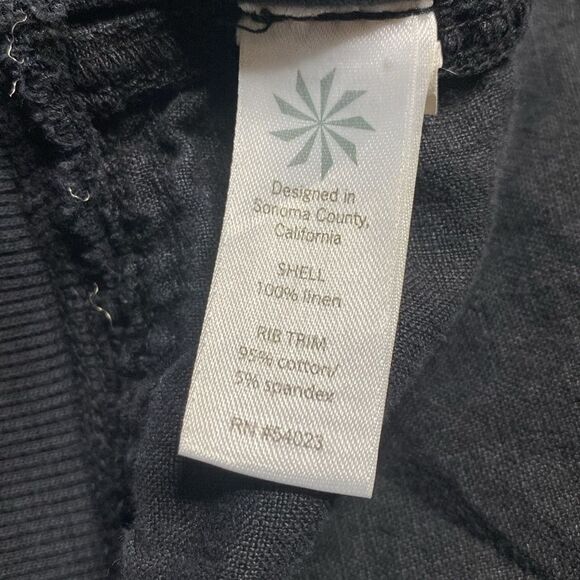 Designed in
Sonoma County,
California
SHELL
100% linen
RIB TRIM
95% cotton/
5% spandex
RN #54023